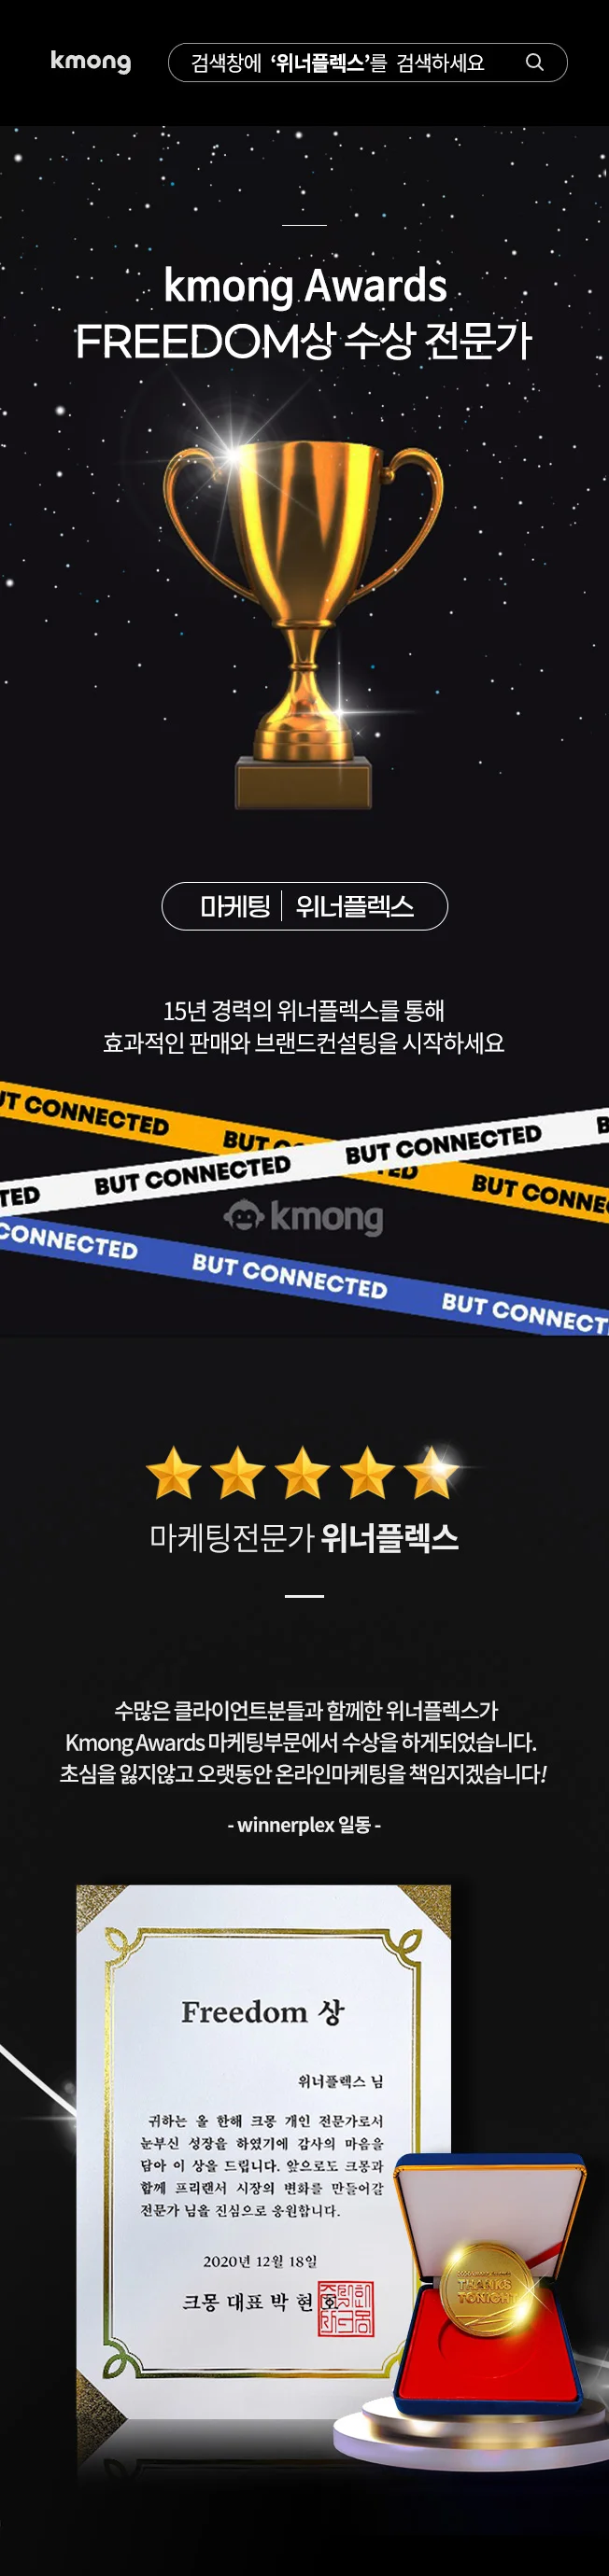 kmong
검색창에 ‘위너플렉스’를 검색하세요
kmong Awards
FREEDOM상 수상 전문가
마케팅 | 위너플렉스
15년 경력의 위너플렉스를 통해
효과적인 판매와 브랜드컨설팅을 시작하세요
UT CONNECTED BUT CONNECTED
BUT CONNECTED BUT CONNECTED
kmong
CONNECTED BUT CONNECTED BUT CONNECT
마케팅전문가 위너플렉스
수많은 클라이언트분들과 함께한 위너플렉스가
Kmong Awards 마케팅부문에서 수상을 하게되었습니다.
초심을 잃지않고 오랫동안 온라인마케팅을 책임지겠습니다!
- winnerplex 일동 -
Freedom 상
위너플렉스 님
귀하는 올 한해 크몽 개인 전문가로서
눈부신 성장을 하였기에 감사의 마음을
담아 이 상을 드립니다. 앞으로도 크몽과
함께 프리랜서 시장의 변화를 만들어갈
전문가 님을 진심으로 응원합니다.
2020년 12월 18일
크몽 대표 박 현 호
THANKS
TONIGHT